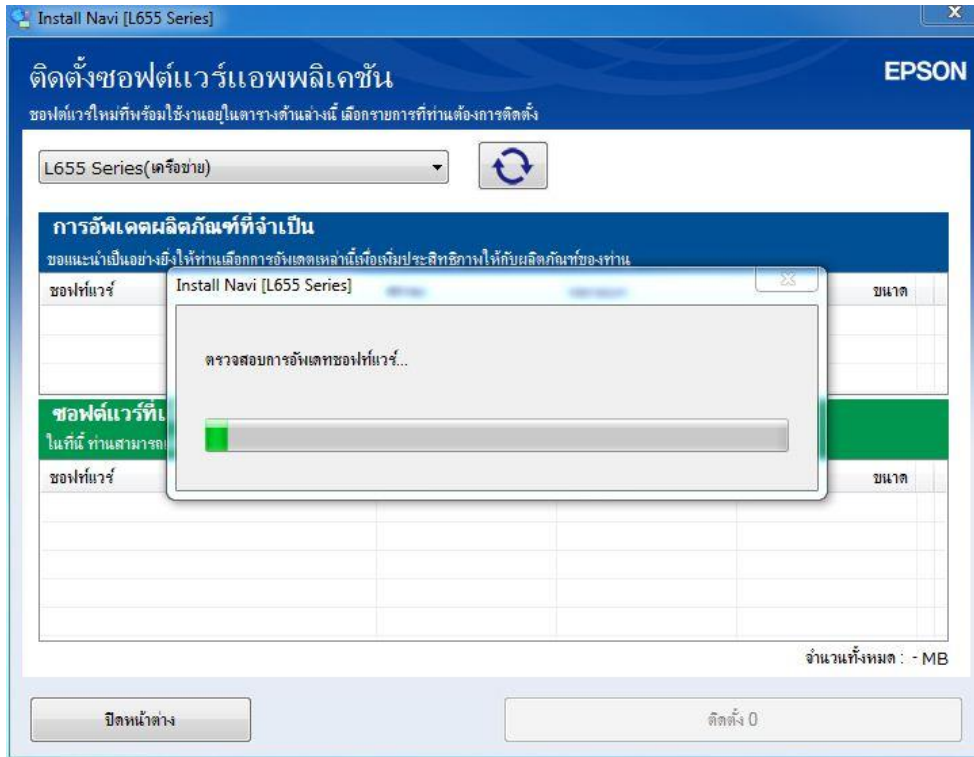 Install Navi [L655 Series]
ติดตั้งซอฟต์แวร์แอพพลิเคชัน
EPSON
ซอฟต์แวร์ใหม่ที่พร้อมใช้งานอยู่ในตารางด้านล่างนี้ เลือกรายการที่ท่านต้องการติดตั้ง
L655 Series(เครือข่าย)
การอัพเดตผลิตภัณฑ์ที่จำเป็น
ขอแนะนำเป็นอย่างยิ่งให้ท่านเลือกการอัพเดตเหล่านี้เพื่อเพิ่มประสิทธิภาพให้กับผลิตภัณฑ์ของท่าน
ซอฟท์แวร์
ขนาด
Install Navi [L655 Series]
ตรวจสอบการอัพเดทซอฟท์แวร์...
ซอฟต์แวร์ที่
ในที่นี้ ท่านสามารถ
ซอฟท์แวร์
ขนาด
จำนวนทั้งหมด : - MB
ปิดหน้าต่าง
ติดตั้ง 0